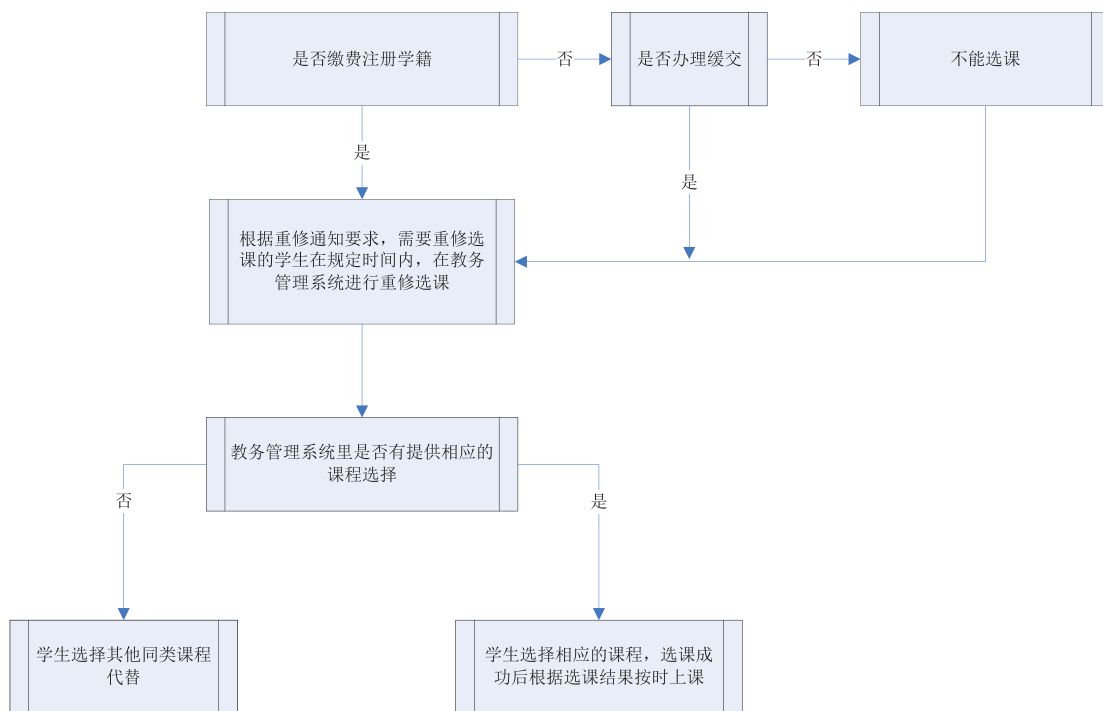 是否缴费注册学籍
否
是否办理缓交
否
不能选课
是
是
根据重修通知要求，需要重修选
课的学生在规定时间内，在教务
管理系统进行重修选课
教务管理系统里是否有提供相应的
课程选择
否
是
学生选择其他同类课程
代替
学生选择相应的课程，选课成
功后根据选课结果按时上课